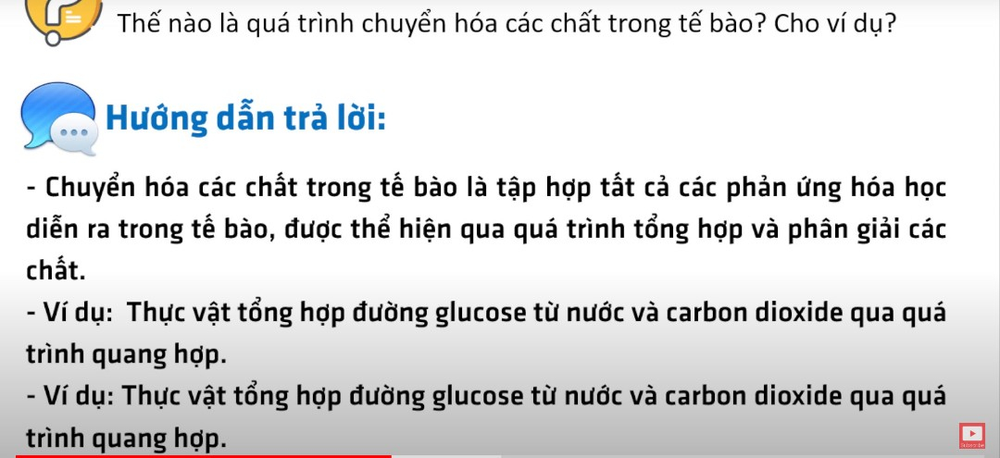 Thế nào là quá trình chuyển hóa các chất trong tế bào? Cho ví dụ?
Hướng dẫn trả lời:
- Chuyển hóa các chất trong tế bào là tập hợp tất cả các phản ứng hóa học
diễn ra trong tế bào, được thể hiện qua quá trình tổng hợp và phân giải các
chất.
- Ví dụ: Thực vật tổng hợp đường glucose từ nước và carbon dioxide qua quá
trình quang hợp.
- Ví dụ: Thực vật tổng hợp đường glucose từ nước và carbon dioxide qua quá
trình quang hợp.
Subscribe